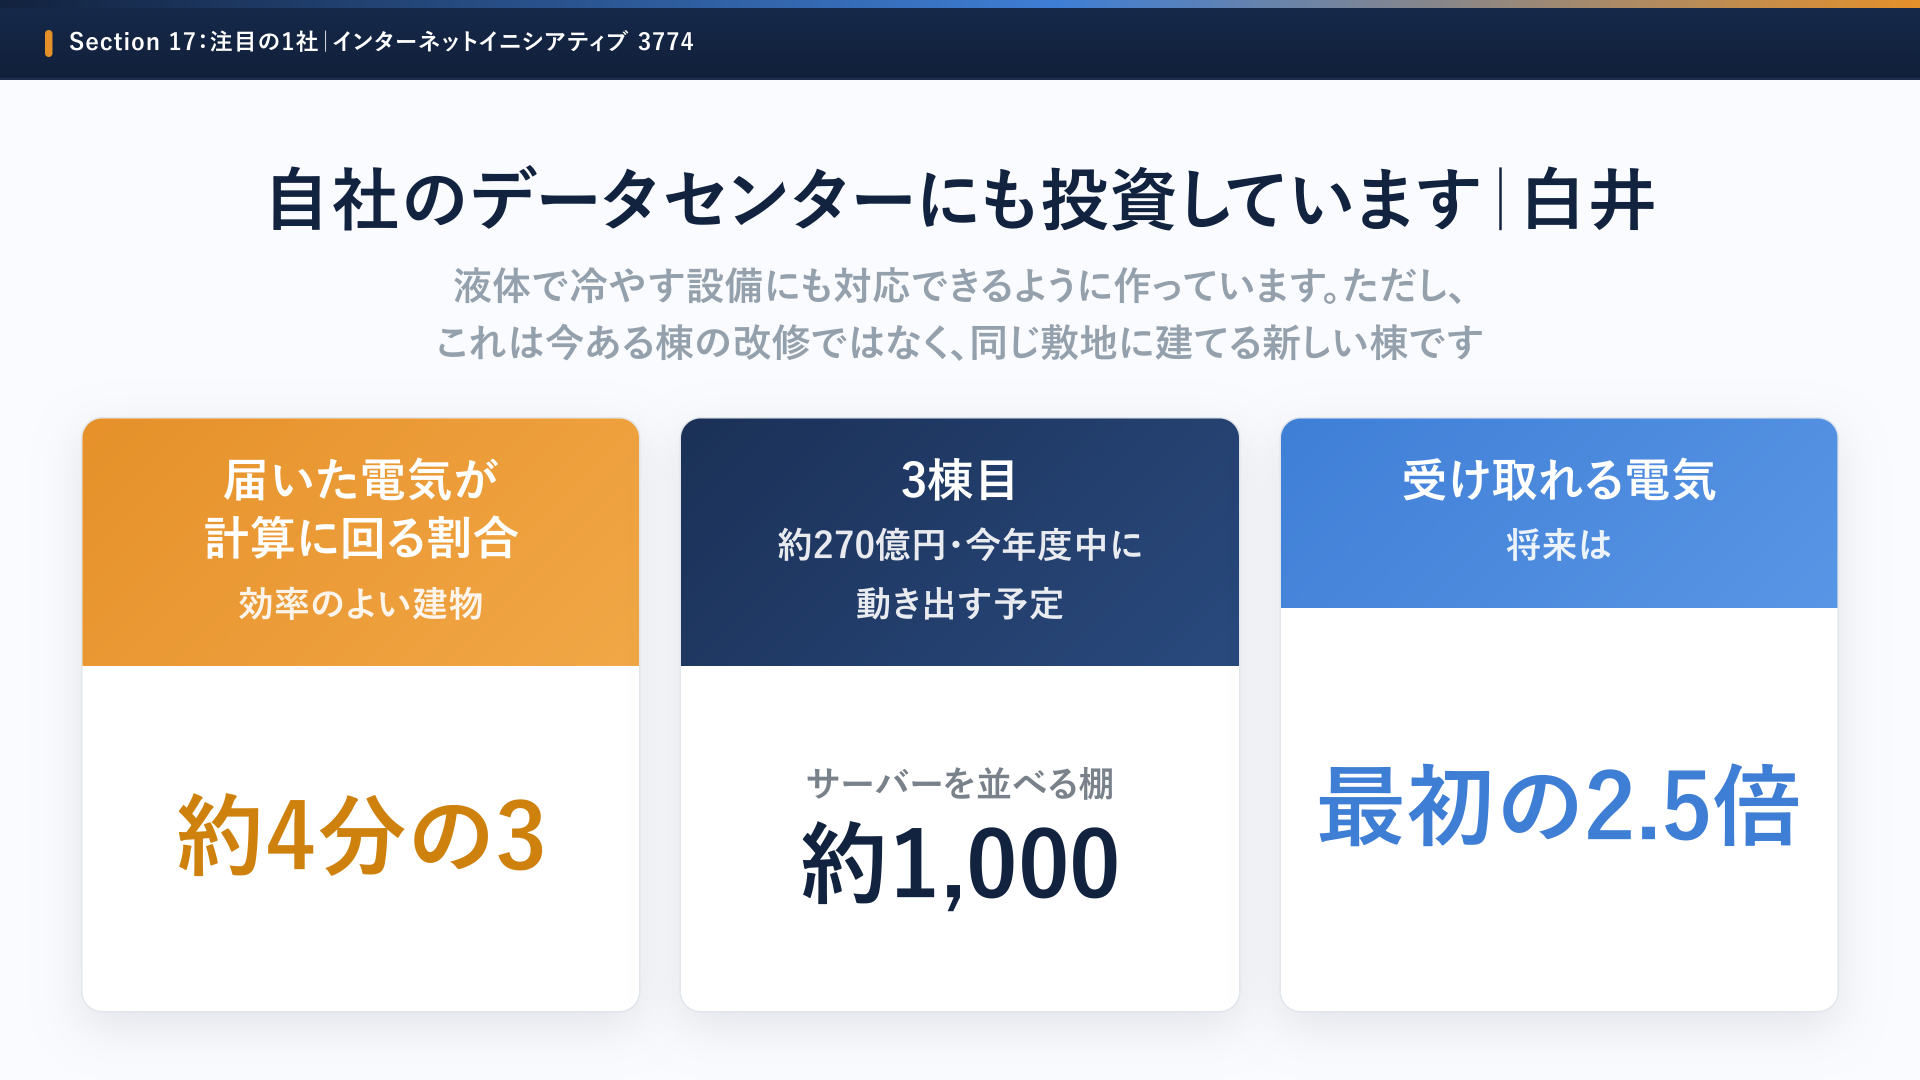 Section 17：注目の1社｜インターネットイニシアティブ 3774
自社のデータセンターにも投資しています｜白井
液体で冷やす設備にも対応できるように作っています。ただし、
これは今ある棟の改修ではなく、同じ敷地に建てる新しい棟です
届いた電気が
計算に回る割合
効率のよい建物
約4分の3
3棟目
約270億円・今年度中に
動き出す予定
サーバーを並べる棚
約1,000
受け取れる電気
将来は
最初の2.5倍